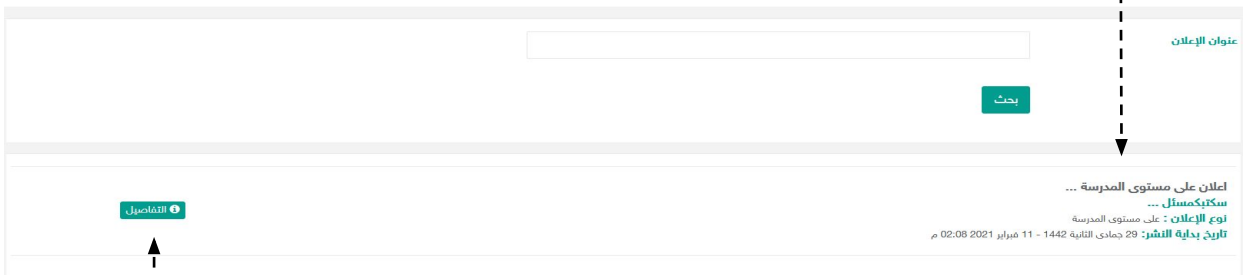 عنوان الإعلان
بحث
اعلان على مستوى المدرسة ...
سكتيكمسئل ...
نوع الإعلان : على مستوى المدرسة
تاريخ بداية النشر: 29 جمادى الثانية 1442 - 11 فبراير 2021 02:08 م
التفاصيل